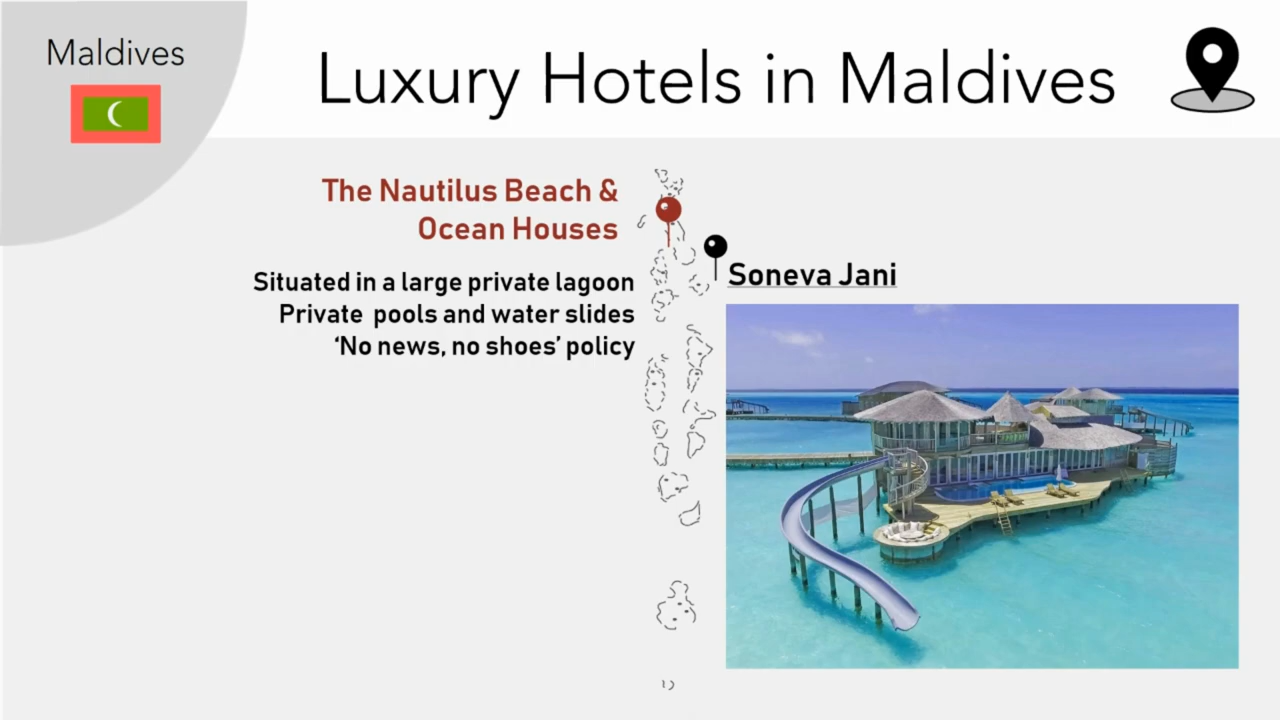 Maldives
Luxury Hotels in Maldives
The Nautilus Beach &
Ocean Houses
Situated in a large private lagoon
Private pools and water slides
‘No news, no shoes’ policy
Soneva Jani